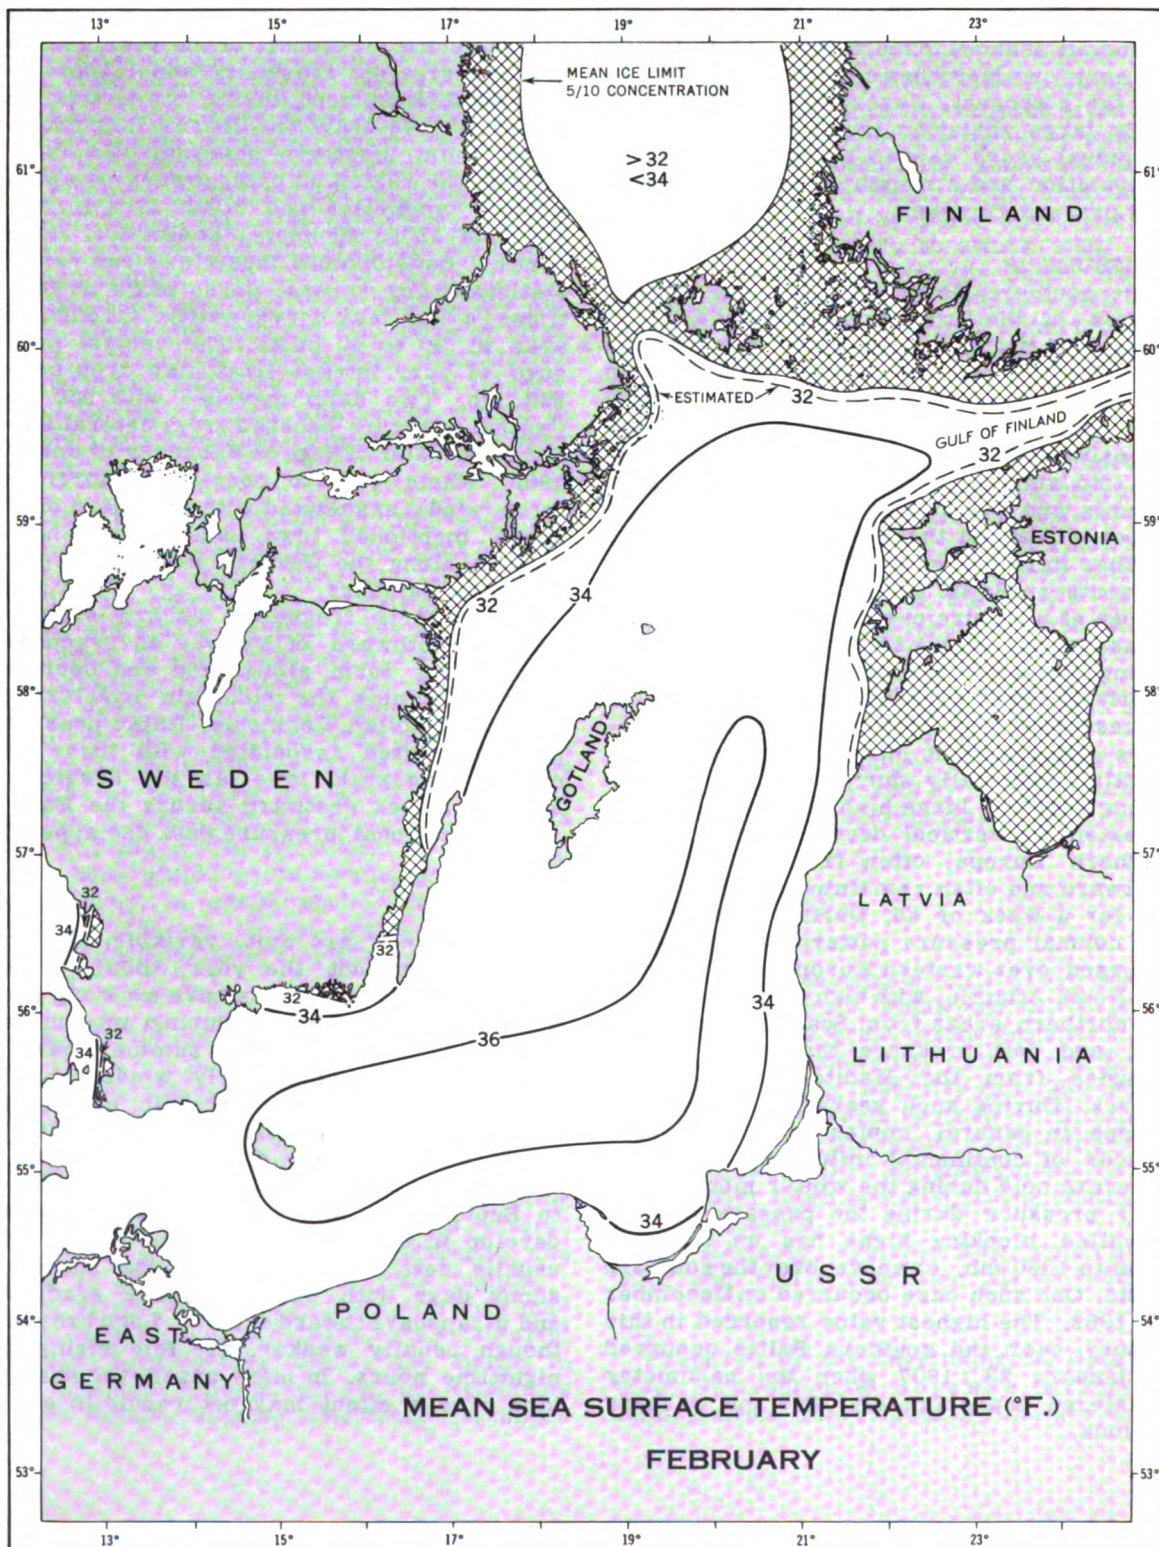 13° 15° 17° 19° 21° 23°
MEAN ICE LIMIT
5/10 CONCENTRATION
>32
<34
61° 61°
FINLAND
60° 60°
ESTIMATED 32
GULF OF FINLAND
32
59° 59°
ESTONIA
32 34
58° 58°
GOTLAND
SWEDEN
57° 57°
32
34
LATVIA
32
32
34
56° 56°
34
36
32
34
LITHUANIA
55° 55°
34
USSR
POLAND
54° 54°
EAST
GERMANY
MEAN SEA SURFACE TEMPERATURE (°F.)
FEBRUARY
53° 53°
13° 15° 17° 19° 21° 23°